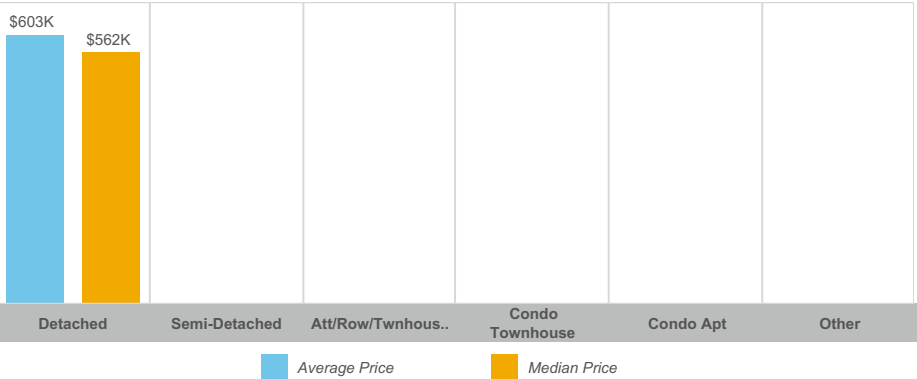 $603K
$562K
Detached
Semi-Detached
Att/Row/Twnhous..
Condo
Townhouse
Condo Apt
Other
Average Price
Median Price